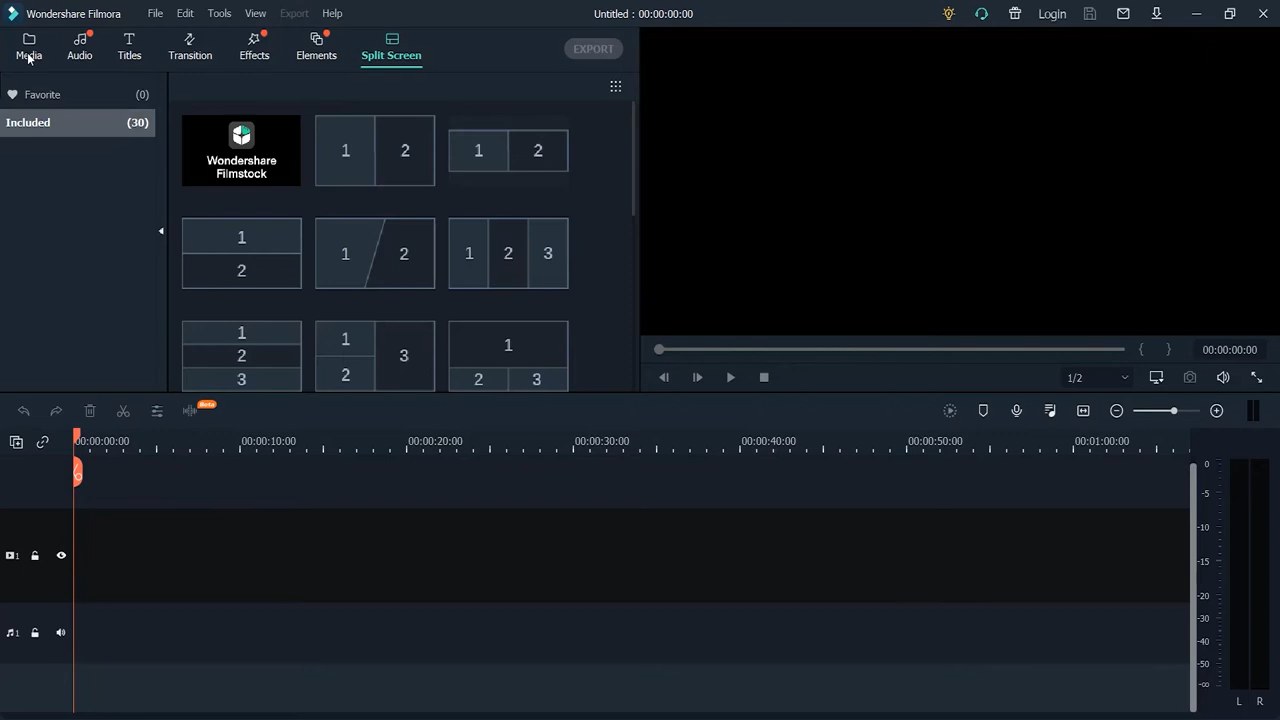 Wondershare Filmora File Edit Tools View Export Help Untitled : 00:00:00:00 LogIn
Media Audio Titles Transition Effects Elements Split Screen EXPORT
Favorite (0)
Included (30)
Wondershare
Filmstock
1 2
1 2
1
2
1 2
1 2 3
1
2
3
1
2
3
1
2 3
00:00:00:00
1/2
Beta
00:00:00:00 00:00:10:00 00:00:20:00 00:00:30:00 00:00:40:00 00:00:50:00 00:01:00:00
1
1
0
-5
-10
-15
-20
-30
-40
-50
-∞
L R